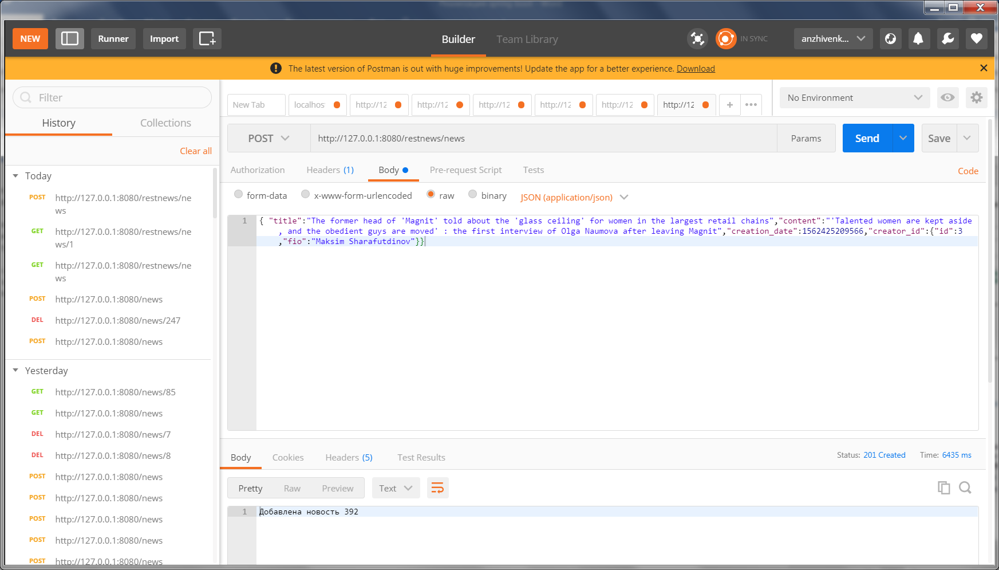 NEW
Runner
Import
Builder
Team Library
IN SYNC
anzhivenk...
The latest version of Postman is out with huge improvements! Update the app for a better experience. Download
Filter
History
Collections
Clear all
Today
POST http://127.0.0.1:8080/restnews/ne
ws
GET http://127.0.0.1:8080/restnews/ne
ws/1
GET http://127.0.0.1:8080/restnews/ne
ws
POST http://127.0.0.1:8080/news
DEL http://127.0.0.1:8080/news/247
POST http://127.0.0.1:8080/news
Yesterday
GET http://127.0.0.1:8080/news/85
GET http://127.0.0.1:8080/news
DEL http://127.0.0.1:8080/news/7
DEL http://127.0.0.1:8080/news/8
POST http://127.0.0.1:8080/news
POST http://127.0.0.1:8080/news
POST http://127.0.0.1:8080/news
POST http://127.0.0.1:8080/news
POST http://127.0.0.1:8080/news
New Tab
localhos
http://12
http://12
http://12
http://12
http://12
http://12
No Environment
POST
http://127.0.0.1:8080/restnews/news
Params
Send
Save
Authorization
Headers (1)
Body
Pre-request Script
Tests
Code
form-data
x-www-form-urlencoded
raw
binary
JSON (application/json)
1 { "title":"The former head of 'Magnit' told about the 'glass ceiling' for women in the largest retail chains","content":"'Talented women are kept aside
, and the obedient guys are moved' : the first interview of Olga Naumova after leaving Magnit","creation_date":1562425209566,"creator_id":{"id":3
,"fio":"Maksim Sharafutdinov"}}
Body
Cookies
Headers (5)
Test Results
Status: 201 Created
Time: 6435 ms
Pretty
Raw
Preview
Text
1 Добавлена новость 392